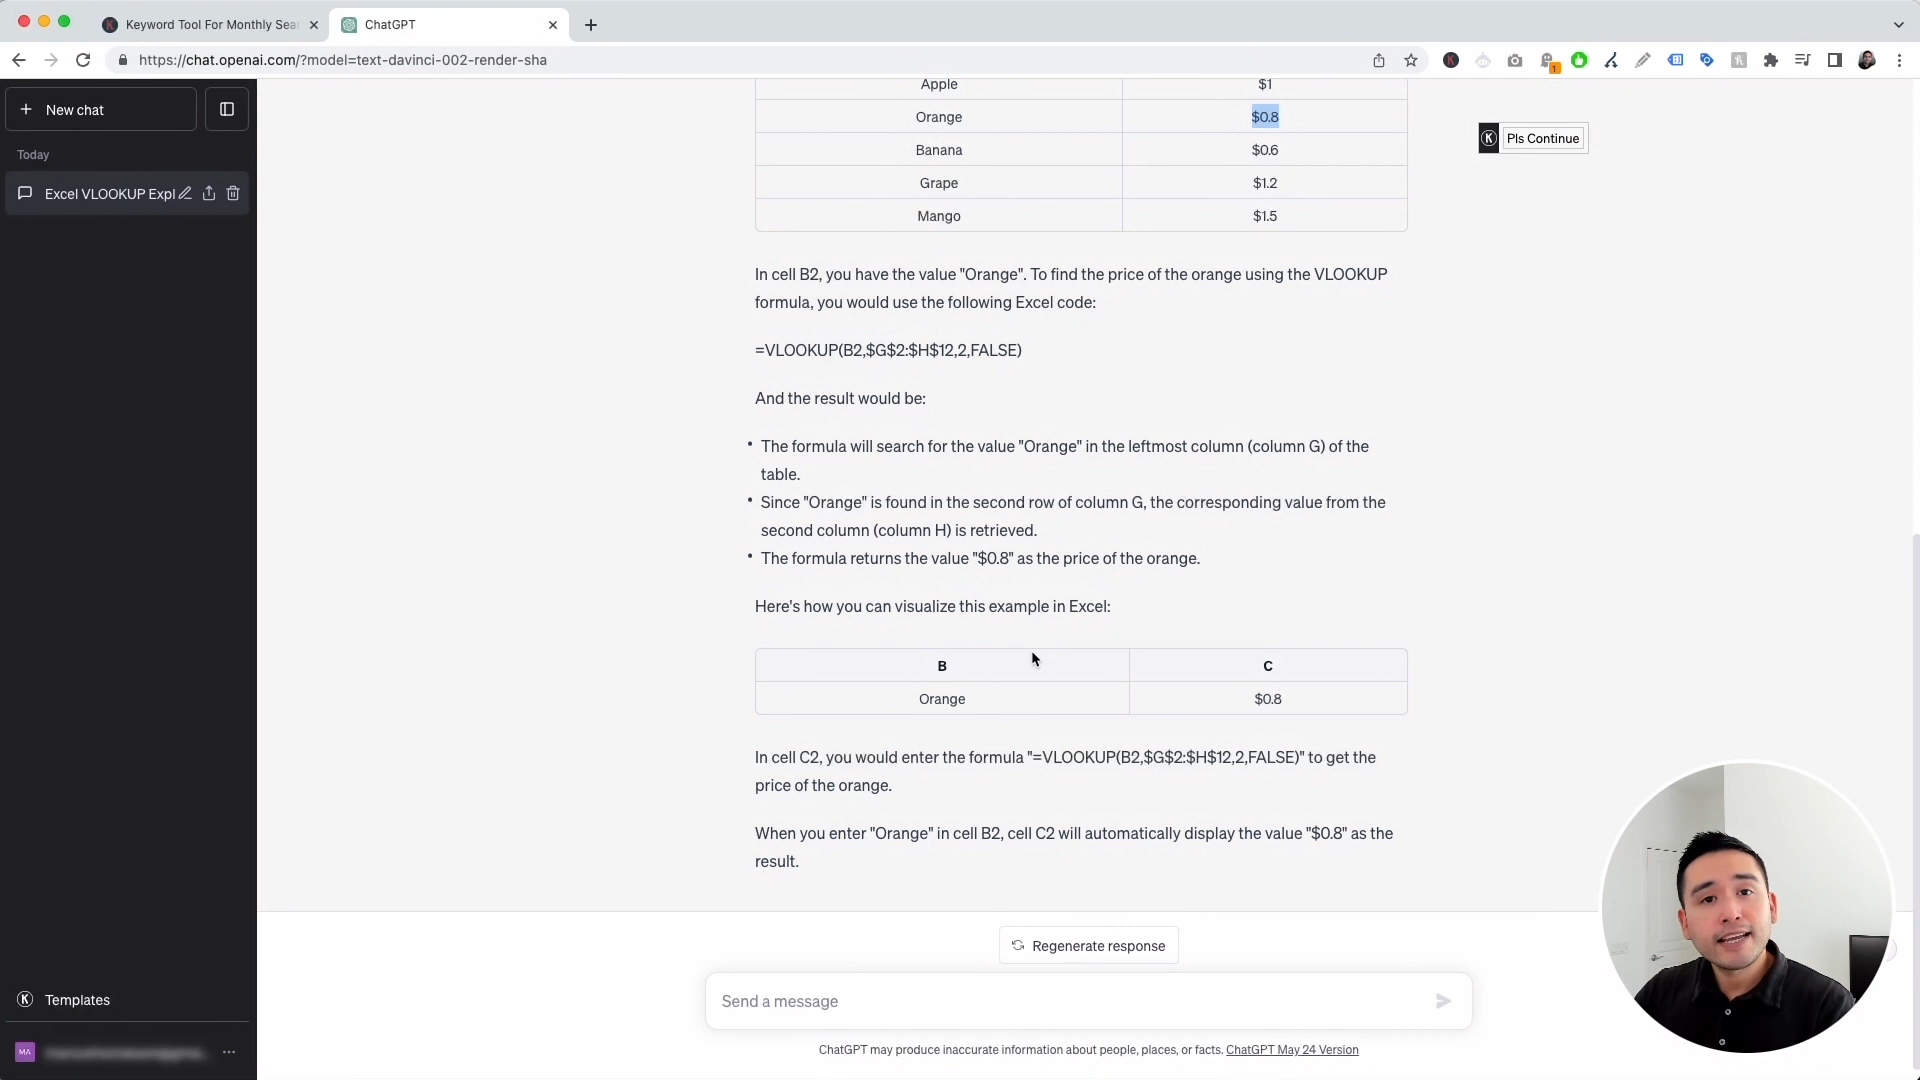 Keyword Tool For Monthly Sear
ChatGPT
https://chat.openai.com/?model=text-davinci-002-render-sha
1
New chat
Today
Excel VLOOKUP Expl
Apple $1
Orange $0.8
K Pls Continue
Banana $0.6
Grape $1.2
Mango $1.5
In cell B2, you have the value "Orange". To find the price of the orange using the VLOOKUP
formula, you would use the following Excel code:
=VLOOKUP(B2,$G$2:$H$12,2,FALSE)
And the result would be:
• The formula will search for the value "Orange" in the leftmost column (column G) of the
table.
• Since "Orange" is found in the second row of column G, the corresponding value from the
second column (column H) is retrieved.
• The formula returns the value "$0.8" as the price of the orange.
Here's how you can visualize this example in Excel:
B C
Orange $0.8
In cell C2, you would enter the formula "=VLOOKUP(B2,$G$2:$H$12,2,FALSE)" to get the
price of the orange.
When you enter "Orange" in cell B2, cell C2 will automatically display the value "$0.8" as the
result.
Regenerate response
Send a message
K Templates
MA
ChatGPT may produce inaccurate information about people, places, or facts. ChatGPT May 24 Version